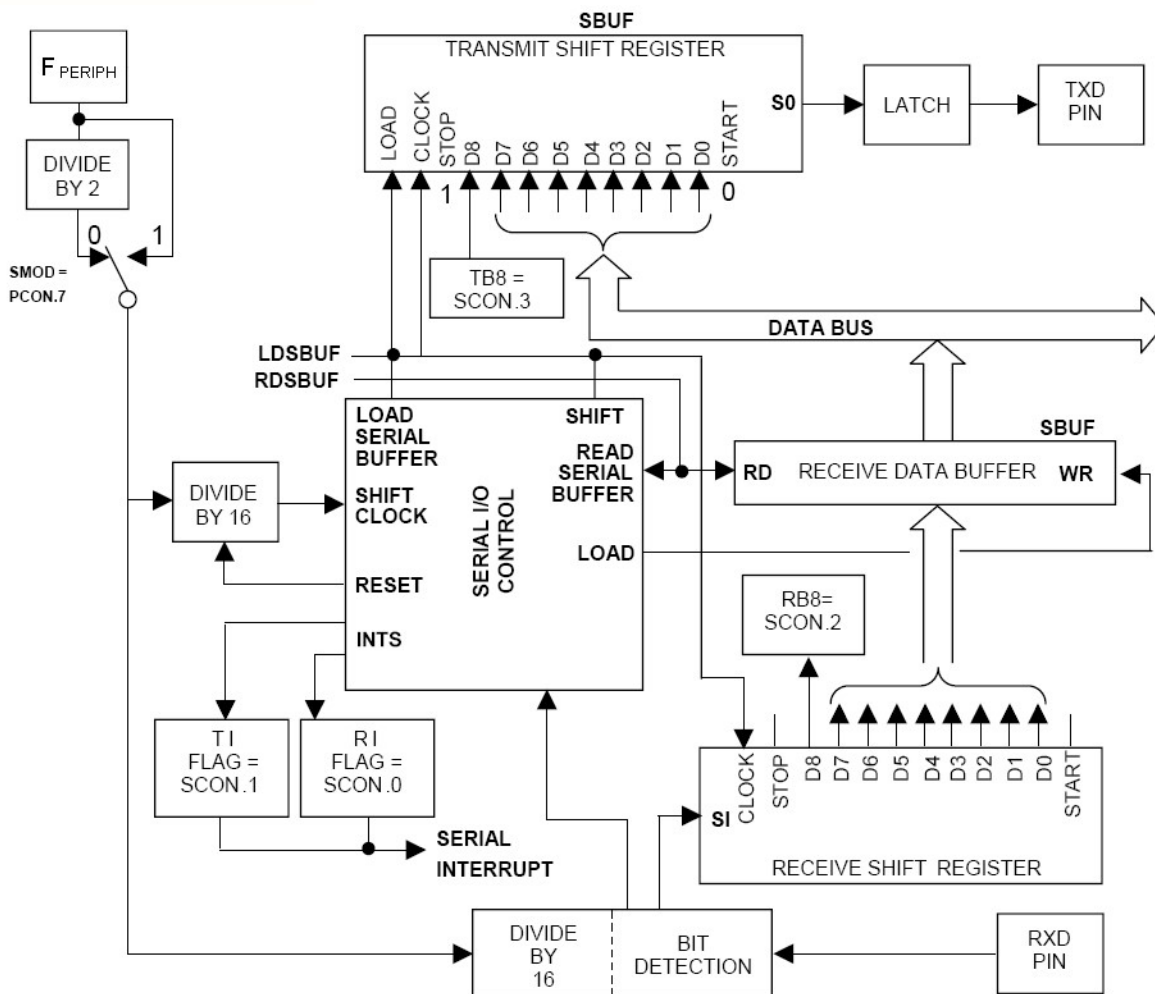 SBUF
TRANSMIT SHIFT REGISTER
LOAD
CLOCK
STOP
D8
D7
D6
D5
D4
D3
D2
D1
D0
START
S0
LATCH
TXD
PIN
F PERIPH
DIVIDE
BY 2
0
1
SMOD =
PCON.7
1
0
TB8 =
SCON.3
DATA BUS
LDSBUF
RDSBUF
LOAD
SERIAL
BUFFER
SHIFT
READ
SERIAL
BUFFER
SHIFT
CLOCK
SERIAL I/O
CONTROL
LOAD
RESET
INTS
DIVIDE
BY 16
SBUF
RD
RECEIVE DATA BUFFER
WR
RB8=
SCON.2
T I
FLAG =
SCON.1
R I
FLAG =
SCON.0
SERIAL
INTERRUPT
SI
CLOCK
STOP
D8
D7
D6
D5
D4
D3
D2
D1
D0
START
RECEIVE SHIFT REGISTER
DIVIDE
BY
16
BIT
DETECTION
RXD
PIN